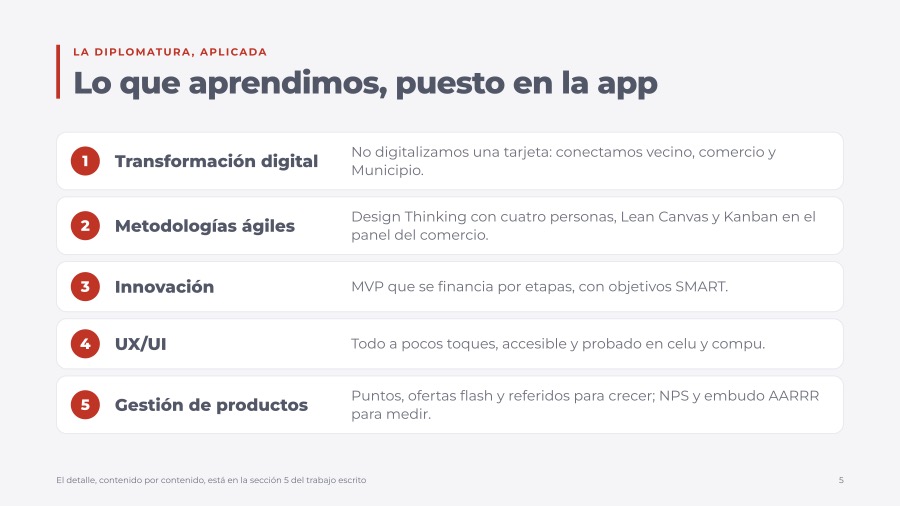 LA DIPLOMATURA, APLICADA
Lo que aprendimos, puesto en la app
1 Transformación digital
No digitalizamos una tarjeta: conectamos vecino, comercio y
Municipio.
2 Metodologías ágiles
Design Thinking con cuatro personas, Lean Canvas y Kanban en el
panel del comercio.
3 Innovación
MVP que se financia por etapas, con objetivos SMART.
4 UX/UI
Todo a pocos toques, accesible y probado en celu y compu.
5 Gestión de productos
Puntos, ofertas flash y referidos para crecer; NPS y embudo AARRR
para medir.
El detalle, contenido por contenido, está en la sección 5 del trabajo escrito
5